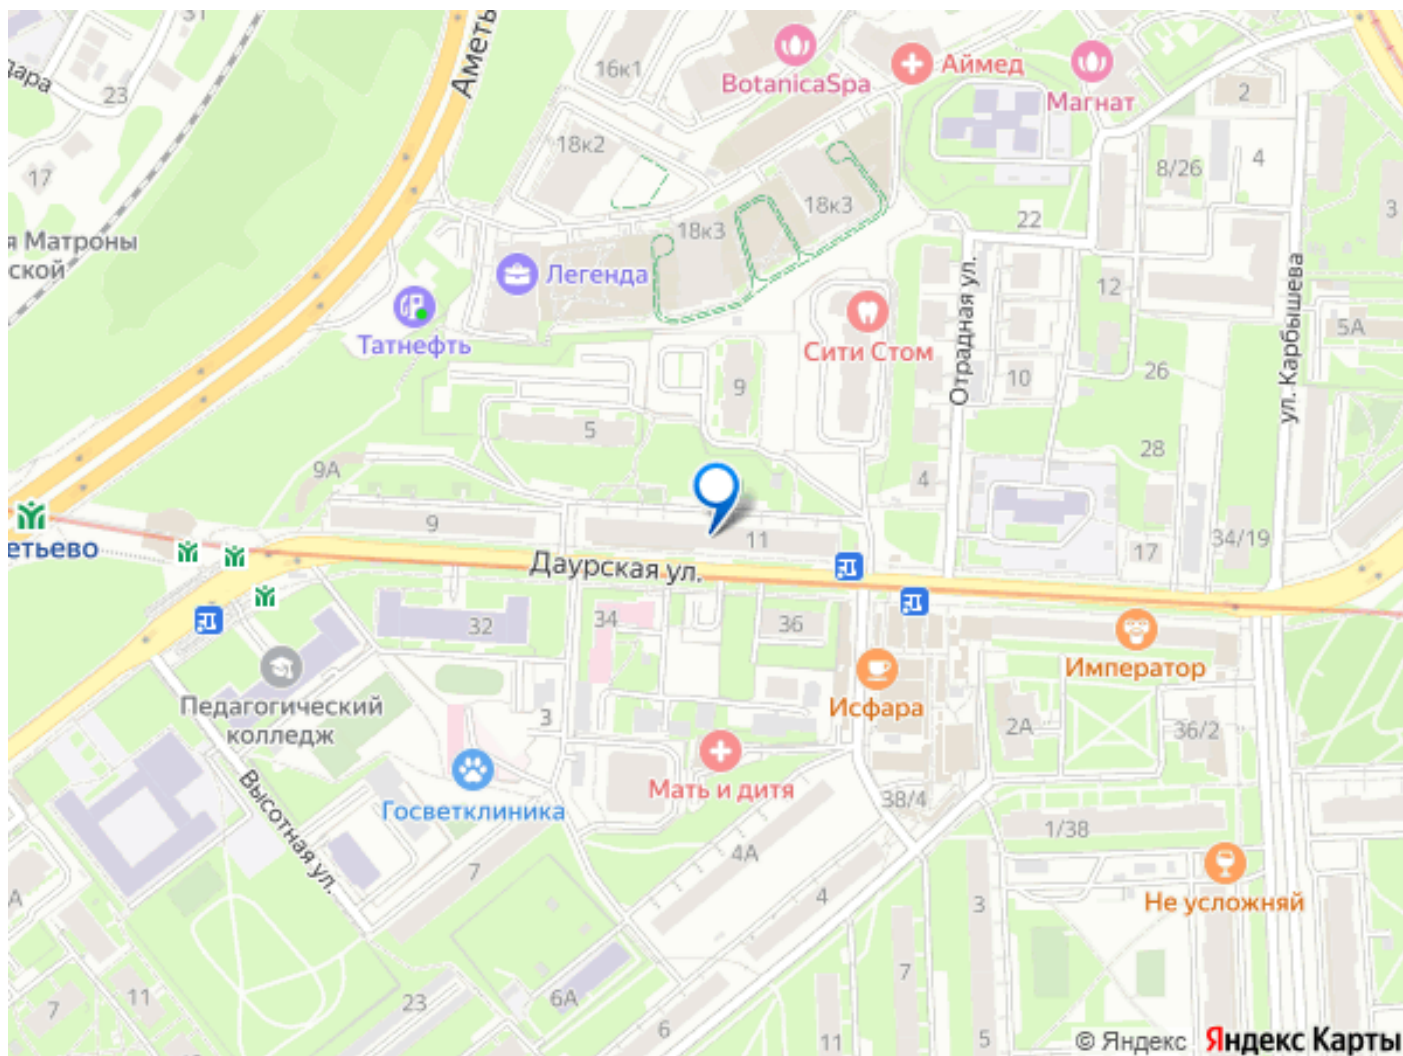 31
Аметь
дара
23
16к1
BotanicaSpa
Аймед
Магнат
2
18к2
17
8/26
4
3
18к3
18к3
22
я Матроны
ской
Легенда
Татнефть
Сити Стом
Отрадная ул.
12
ул. Карбышева
5А
26
10
9
5
28
9А
4
9
11
17
34/19
етьево
Даурская ул.
34
32
36
Император
Педагогический
колледж
3
Исфара
2А
36/2
Мать и дитя
Госветклиника
38/4
1/38
Высотная ул.
7
4А
4
Не усложняй
А
3
7
11
7
23
6А
6
11
5
© Яндекс
Яндекс Карты